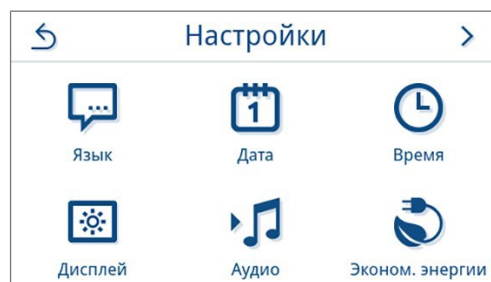 Настройки
Язык
1
Дата
Время
Дисплей
Аудио
Эконом. энергии